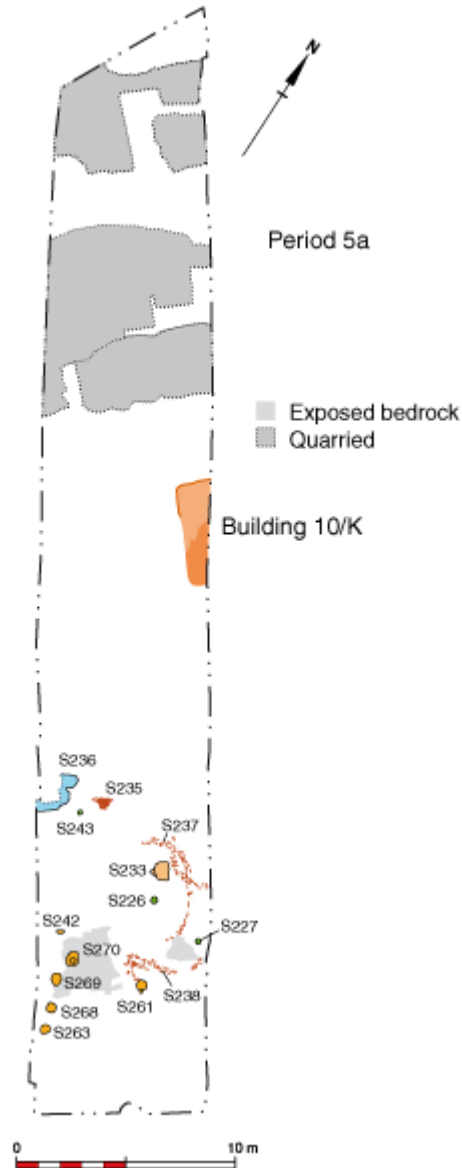 N
Period 5a
Exposed bedrock
Quarried
Building 10/K
S236
S235
S243
S237
S233
S226
S242
S227
S270
S269
S238
S268
S261
S263
0
10 m